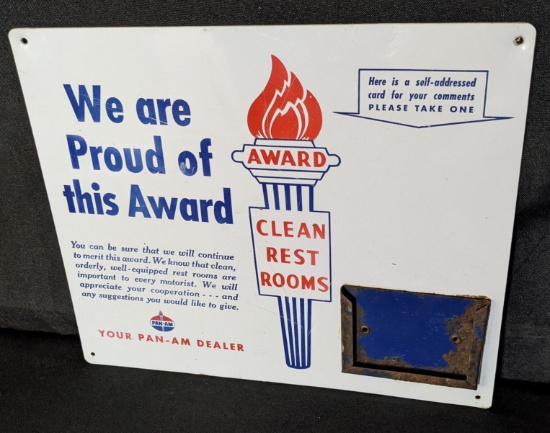 We are
Proud of
this Award
You can be sure that we will continue
to merit this award. We know that clean,
orderly, well-equipped rest rooms are
important to every motorist. We will
appreciate your cooperation - - - and
any suggestions you would like to give.
PAN-AM
YOUR PAN-AM DEALER
AWARD
CLEAN
REST
ROOMS
Here is a self-addressed
card for your comments
PLEASE TAKE ONE